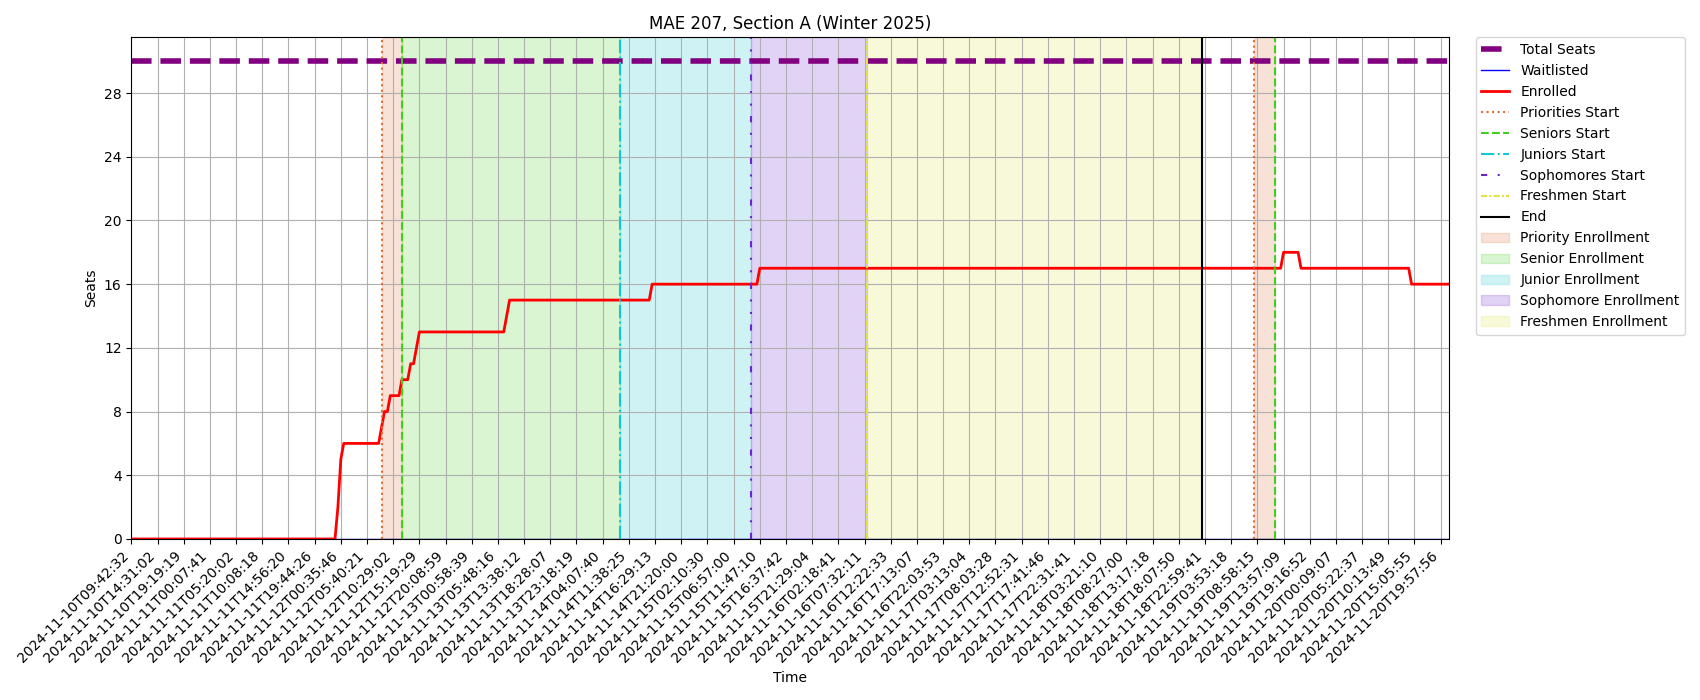 MAE 207, Section A (Winter 2025)
Total Seats
Waitlisted
Enrolled
Priorities Start
Seniors Start
Juniors Start
Sophomores Start
Freshmen Start
End
Priority Enrollment
Senior Enrollment
Junior Enrollment
Sophomore Enrollment
Freshmen Enrollment
Seats
28
24
20
16
12
8
4
0
2024-11-10T09:42:32
2024-11-10T14:31:02
2024-11-10T19:19:19
2024-11-11T00:07:41
2024-11-11T05:20:02
2024-11-11T10:08:18
2024-11-11T14:56:20
2024-11-11T19:44:26
2024-11-12T00:35:46
2024-11-12T05:40:21
2024-11-12T10:29:02
2024-11-12T15:19:29
2024-11-12T20:08:59
2024-11-13T00:58:39
2024-11-13T05:48:16
2024-11-13T13:38:12
2024-11-13T18:28:07
2024-11-13T23:18:19
2024-11-14T04:07:40
2024-11-14T11:38:25
2024-11-14T16:29:13
2024-11-14T21:20:00
2024-11-15T02:10:30
2024-11-15T06:57:00
2024-11-15T11:47:10
2024-11-15T16:37:42
2024-11-15T21:29:04
2024-11-16T02:18:41
2024-11-16T07:32:11
2024-11-16T12:22:33
2024-11-16T17:13:07
2024-11-16T22:03:53
2024-11-17T03:13:04
2024-11-17T08:03:28
2024-11-17T12:52:31
2024-11-17T17:41:46
2024-11-17T22:31:41
2024-11-18T03:21:10
2024-11-18T08:27:00
2024-11-18T13:17:18
2024-11-18T18:07:50
2024-11-18T22:59:41
2024-11-19T03:53:18
2024-11-19T08:58:15
2024-11-19T13:57:09
2024-11-19T19:16:52
2024-11-20T00:09:07
2024-11-20T05:22:37
2024-11-20T10:13:49
2024-11-20T15:05:55
2024-11-20T19:57:56
Time